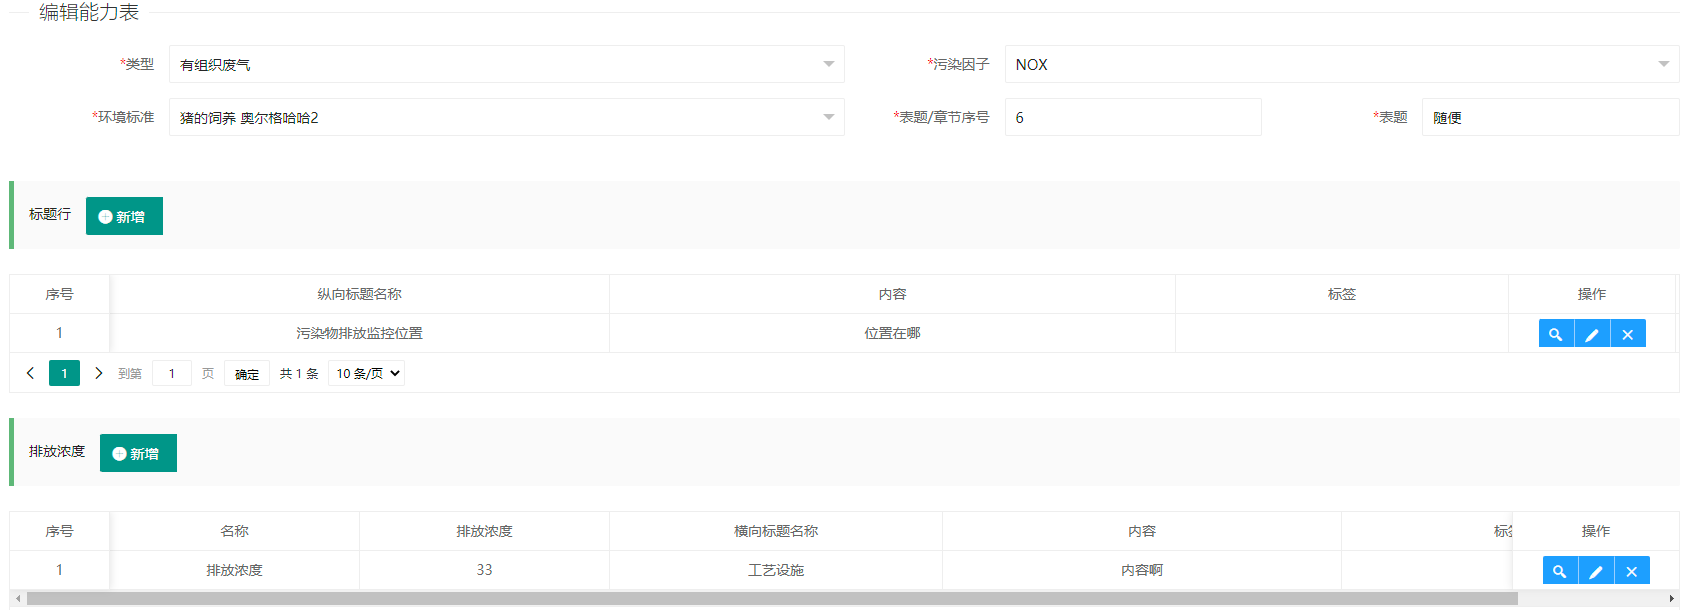 编辑能力表
*类型 有组织废气 *污染因子 NOX
*环境标准 猪的饲养 奥尔格哈哈2 *表题/章节序号 6 *表题 随便
标题行 新增
序号 纵向标题名称 内容 标签 操作
1 污染物排放监控位置 位置在哪
1 到第 1 页 确定 共 1 条 10 条/页
排放浓度 新增
序号 名称 排放浓度 横向标题名称 内容 标 操作
1 排放浓度 33 工艺设施 内容啊